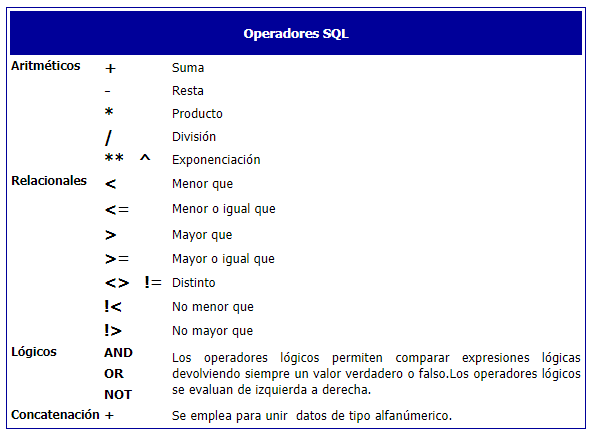 Operadores SQL
Aritméticos + Suma
- Resta
* Producto
/ División
** ^ Exponenciación
Relacionales < Menor que
<= Menor o igual que
> Mayor que
>= Mayor o igual que
<> != Distinto
!< No menor que
!> No mayor que
Lógicos AND
OR
NOT
Los operadores lógicos permiten comparar expresiones lógicas
devolviendo siempre un valor verdadero o falso.Los operadores lógicos
se evaluan de izquierda a derecha.
Concatenación + Se emplea para unir datos de tipo alfanúmerico.